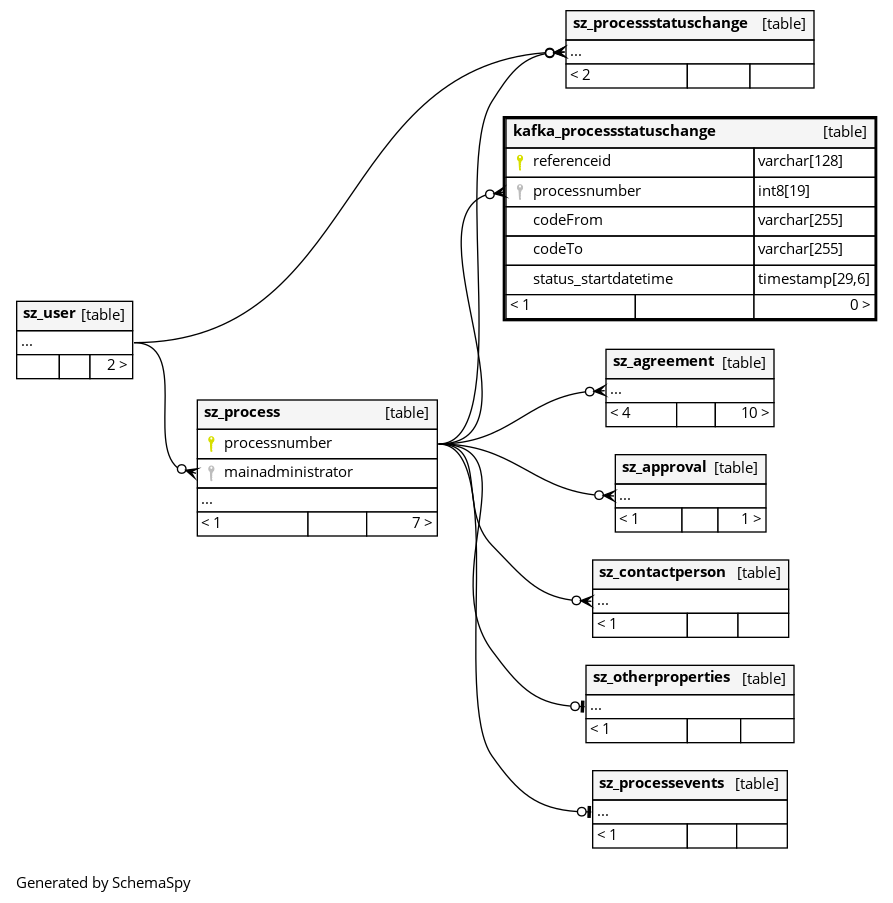 sz_processstatuschange [table]
...
< 2
kafka_processstatuschange [table]
referenceid varchar[128]
processnumber int8[19]
codeFrom varchar[255]
codeTo varchar[255]
status_startdatetime timestamp[29,6]
< 1 0 >
sz_user [table]
...
2 >
sz_process [table]
processnumber
mainadministrator
...
< 1 7 >
sz_agreement [table]
...
< 4 10 >
sz_approval [table]
...
< 1 1 >
sz_contactperson [table]
...
< 1
sz_otherproperties [table]
...
< 1
sz_processevents [table]
...
< 1
Generated by SchemaSpy